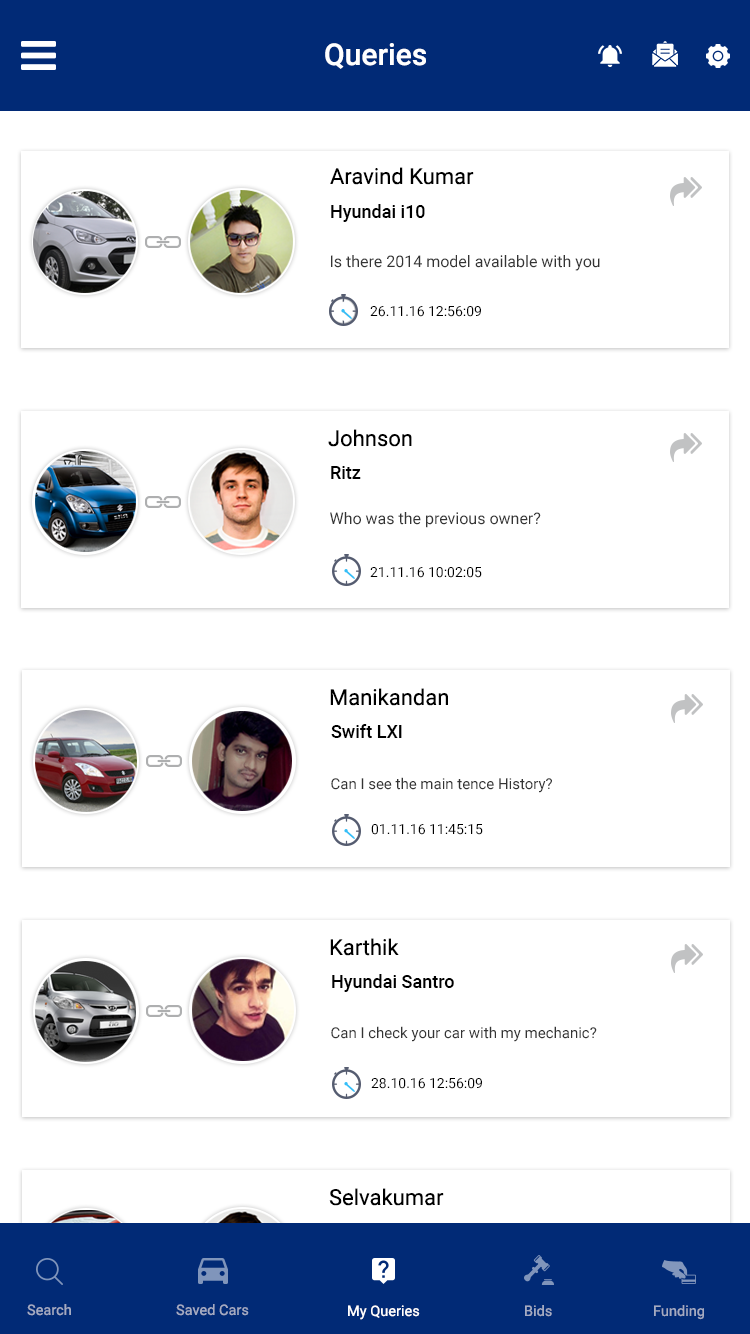 Queries
Aravind Kumar
Hyundai i10
Is there 2014 model available with you
26.11.16 12:56:09
Johnson
Ritz
Who was the previous owner?
21.11.16 10:02:05
Manikandan
Swift LXI
Can I see the main tence History?
01.11.16 11:45:15
Karthik
Hyundai Santro
Can I check your car with my mechanic?
28.10.16 12:56:09
Selvakumar
Search
Saved Cars
My Queries
Bids
Funding